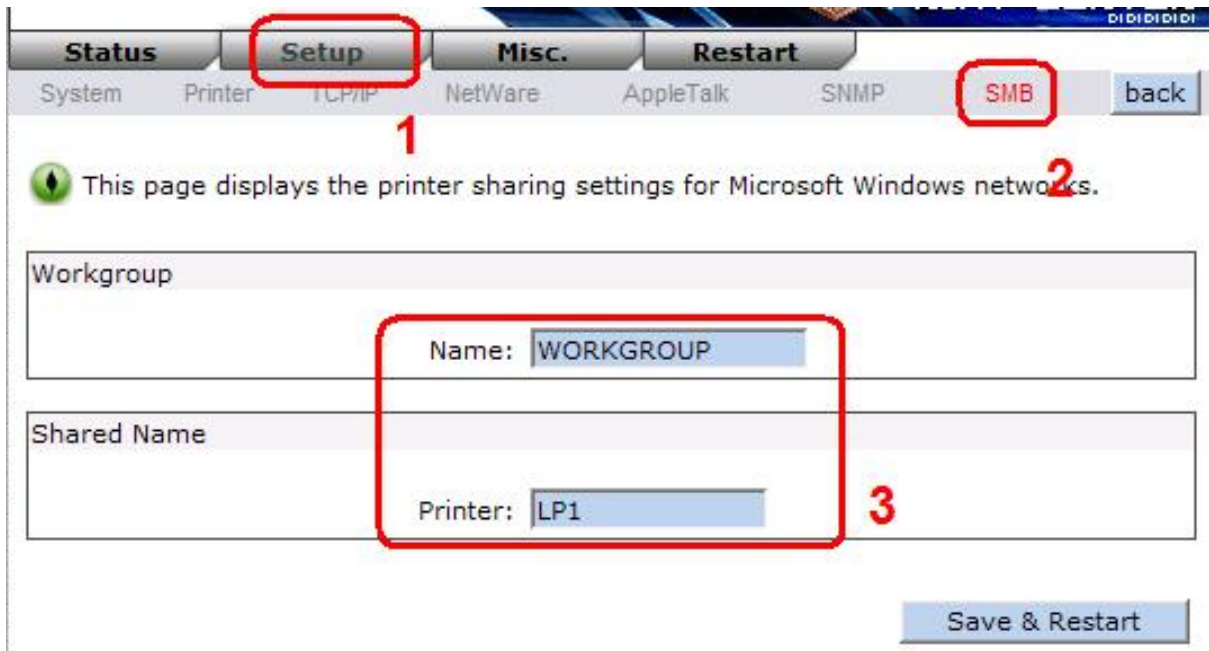 DIDIDIDIDI
Status Setup Misc. Restart
System Printer TCP/IP NetWare AppleTalk SNMP SMB back
1
2
This page displays the printer sharing settings for Microsoft Windows networks.
Workgroup
Name: WORKGROUP
Shared Name
Printer: LP1
3
Save & Restart